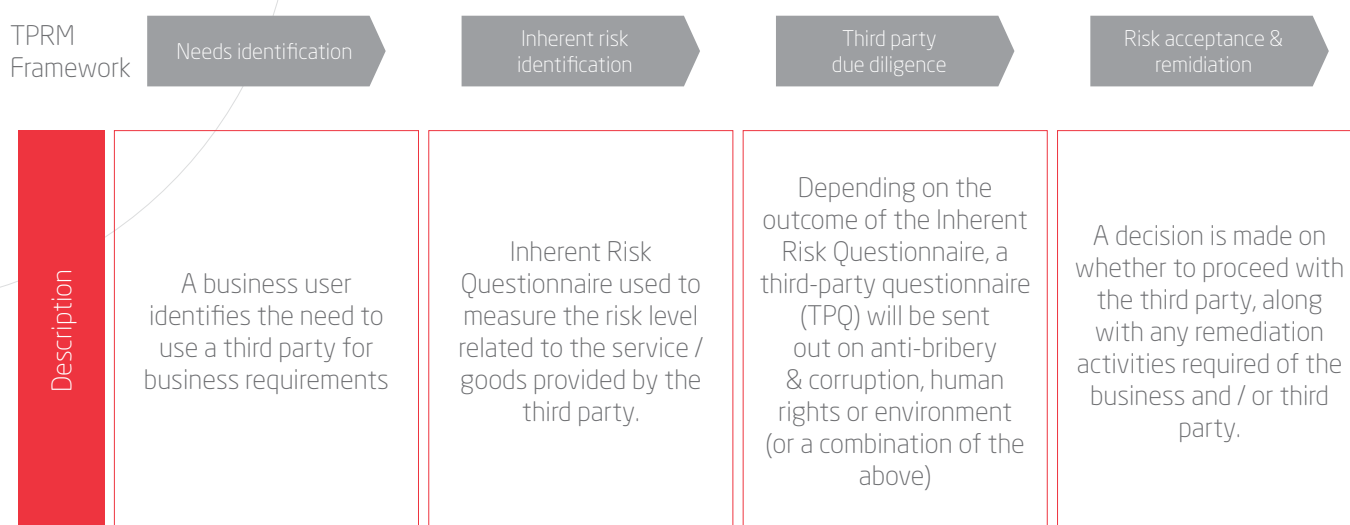 TPRM
Framework
Needs identification
Inherent risk
identification
Third party
due diligence
Risk acceptance &
remidiation
Description
A business user
identifies the need to
use a third party for
business requirements
Inherent Risk
Questionnaire used to
measure the risk level
related to the service /
goods provided by the
third party.
Depending on the
outcome of the Inherent
Risk Questionnaire, a
third-party questionnaire
(TPQ) will be sent
out on anti-bribery
& corruption, human
rights or environment
(or a combination of the
above)
A decision is made on
whether to proceed with
the third party, along
with any remediation
activities required of the
business and / or third
party.